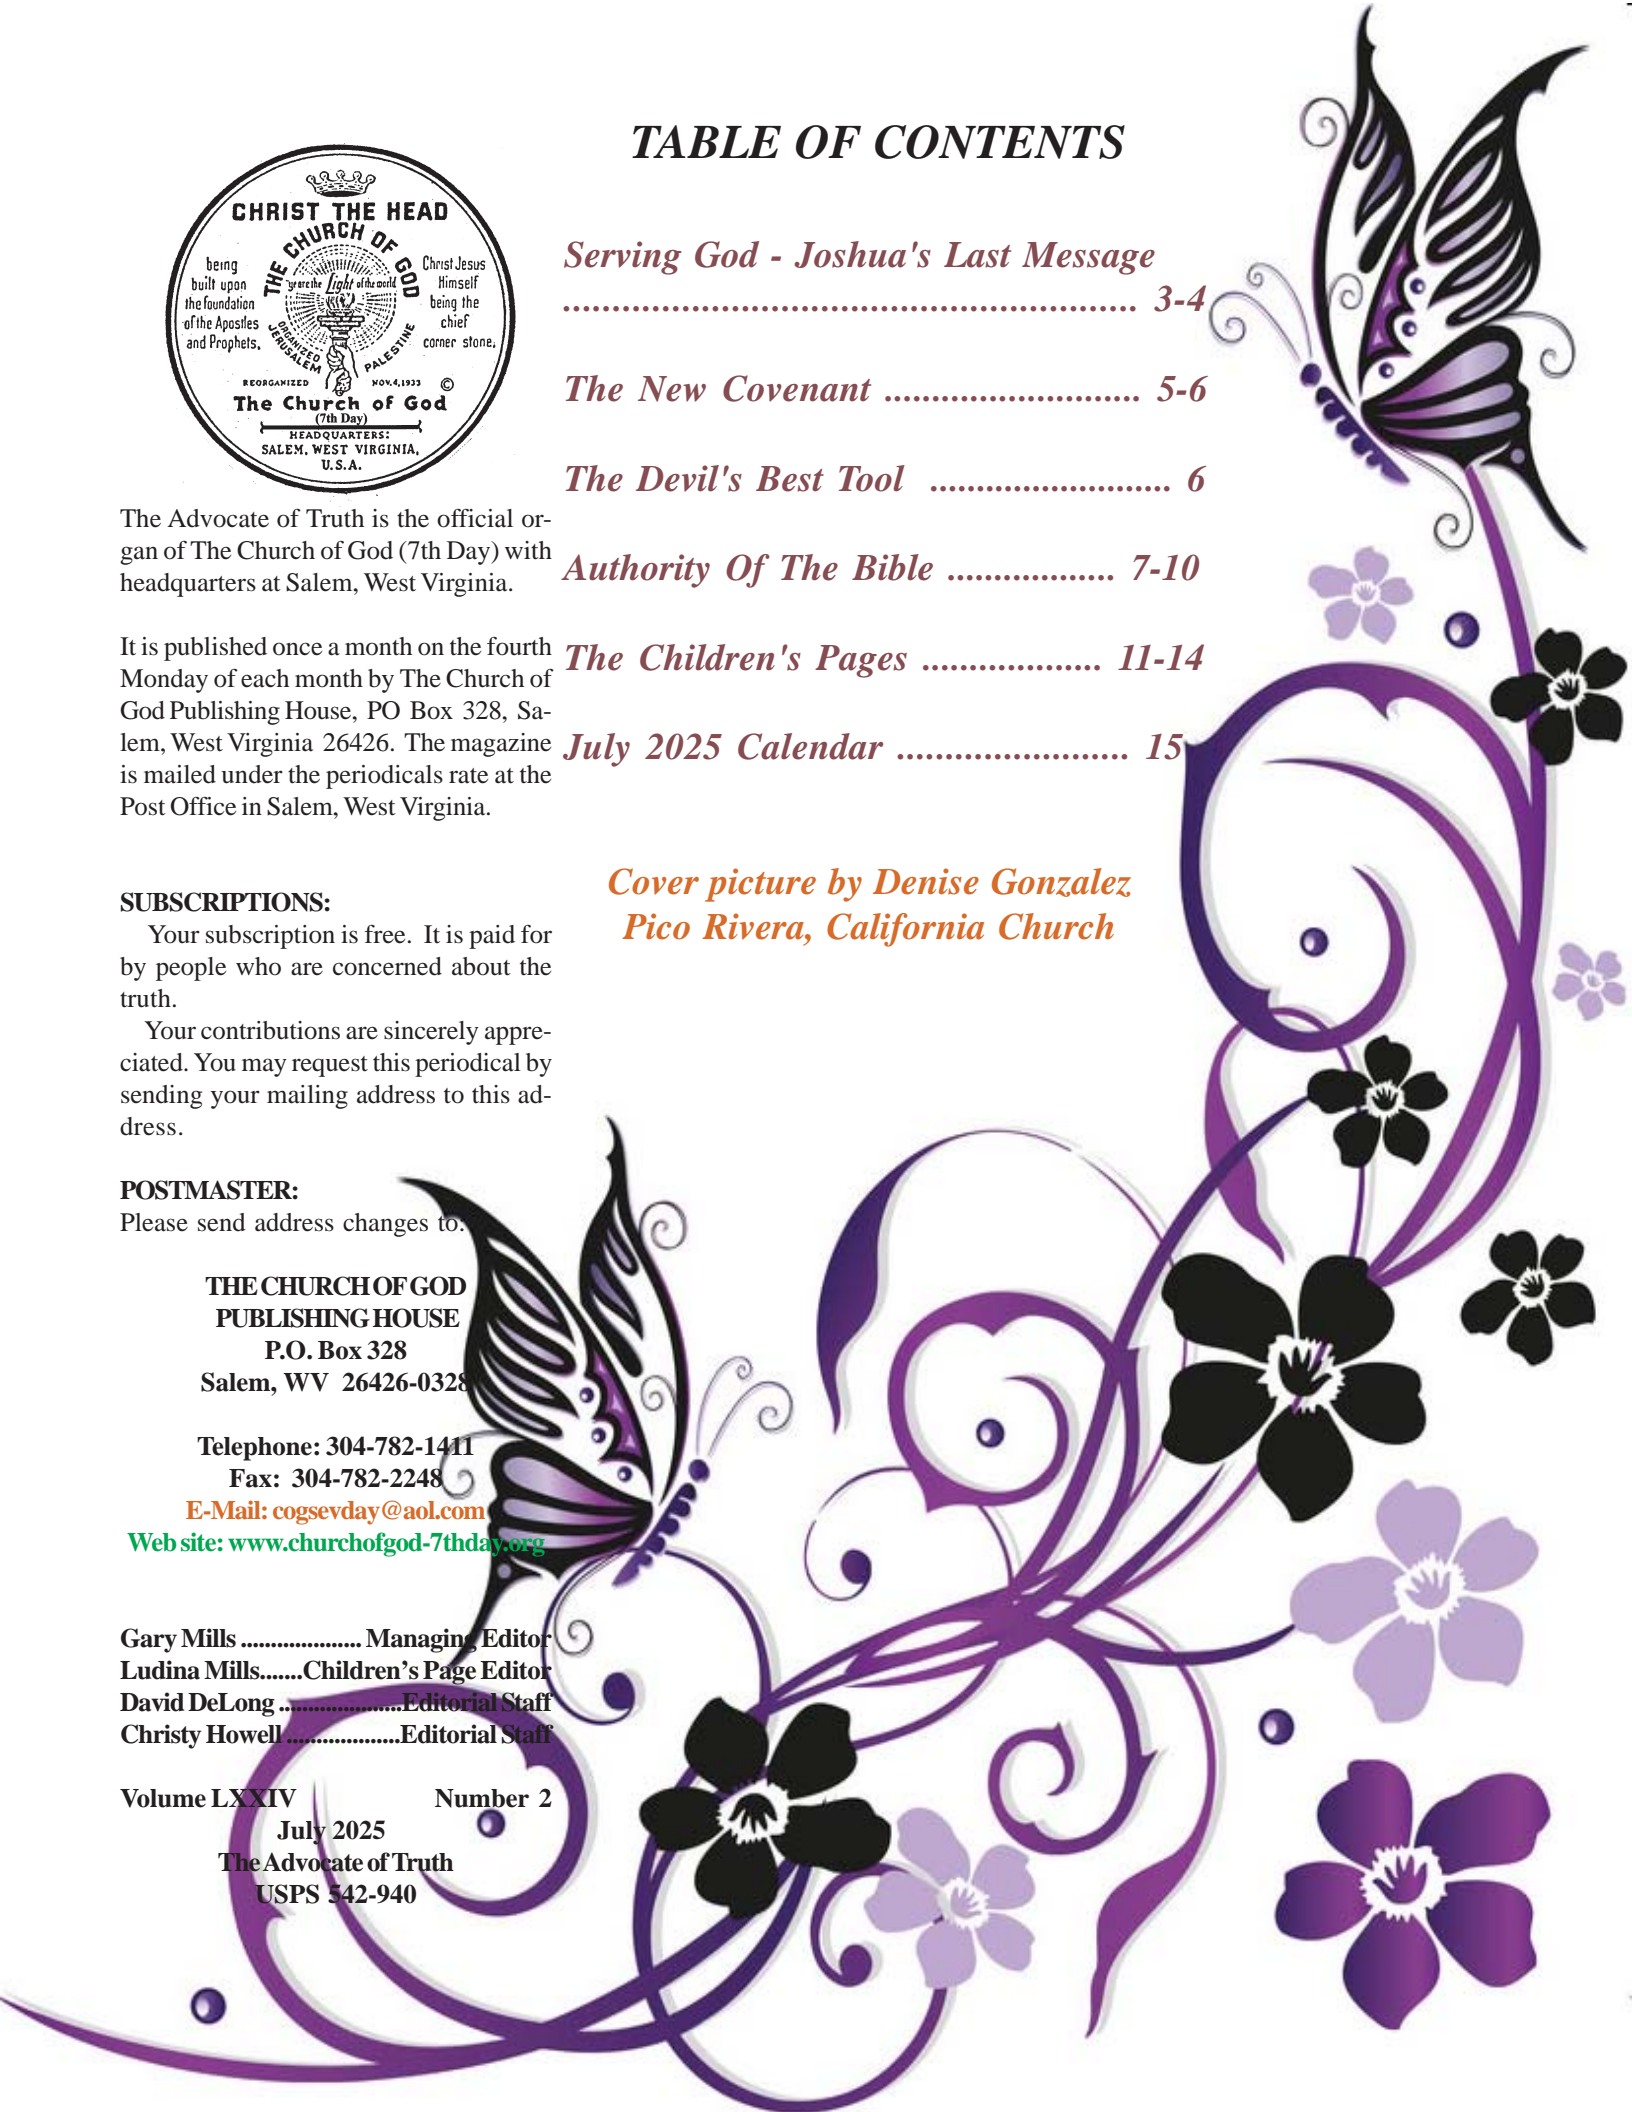 TABLE OF CONTENTS
CHRIST THE HEAD
THE CHURCH OF GOD
being
built upon
the foundation
of the Apostles
and Prophets.
"ye are the Light of the world
Christ Jesus
Himself
being the
chief
corner stone.
ORGANIZED
JERUSALEM
PALESTINE
REORGANIZED
NOV. 4, 1933 ©
The Church of God
(7th Day)
HEADQUARTERS:
SALEM, WEST VIRGINIA,
U.S.A.
The Advocate of Truth is the official or-
gan of The Church of God (7th Day) with
headquarters at Salem, West Virginia.
It is published once a month on the fourth
Monday of each month by The Church of
God Publishing House, PO Box 328, Sa-
lem, West Virginia 26426. The magazine
is mailed under the periodicals rate at the
Post Office in Salem, West Virginia.
SUBSCRIPTIONS:
Your subscription is free. It is paid for
by people who are concerned about the
truth.
Your contributions are sincerely appre-
ciated. You may request this periodical by
sending your mailing address to this ad-
dress.
POSTMASTER:
Please send address changes to:
THE CHURCH OF GOD
PUBLISHING HOUSE
P.O. Box 328
Salem, WV 26426-0328
Telephone: 304-782-1411
Fax: 304-782-2248
E-Mail: cogsevday@aol.com
Web site: www.churchofgod-7thday.org
Gary Mills .................... Managing Editor
Ludina Mills.......Children's Page Editor
David DeLong .....................Editorial Staff
Christy Howell ...................Editorial Staff
Volume LXXIV Number 2
July 2025
The Advocate of Truth
USPS 542-940
Serving God - Joshua's Last Message
.......................................................... 3-4
The New Covenant ........................... 5-6
The Devil's Best Tool .......................... 6
Authority Of The Bible .................. 7-10
The Children's Pages ................... 11-14
July 2025 Calendar ........................ 15
Cover picture by Denise Gonzalez
Pico Rivera, California Church